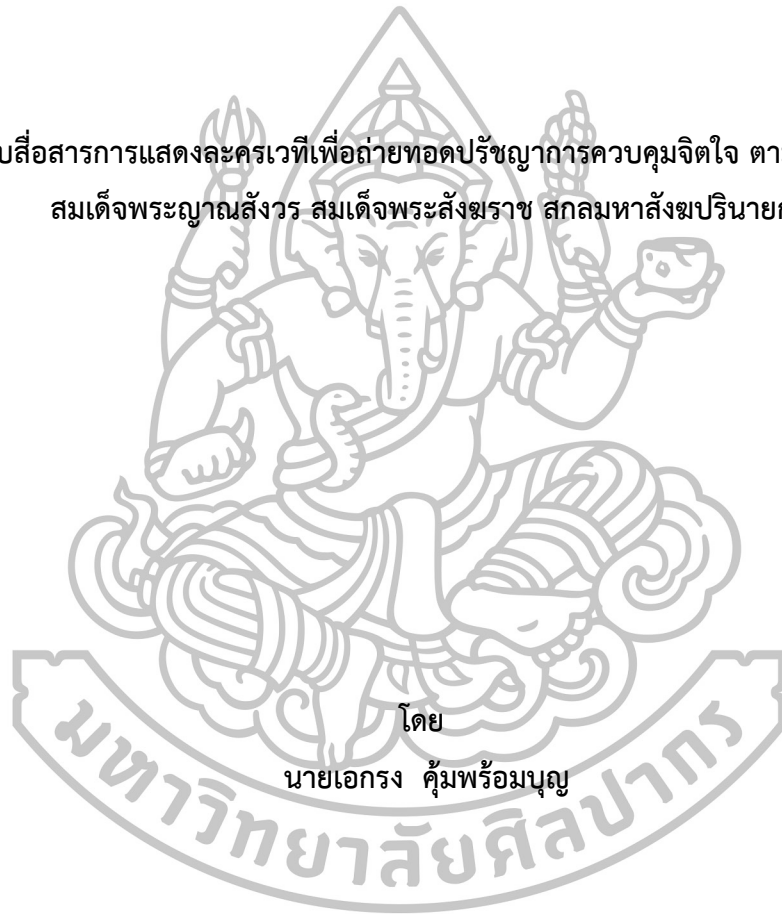 บสื่อสารการแสดงละครเวทีเพื่อถ่ายทอดปรัชญาการควบคุมจิตใจ ตา
สมเด็จพระญาณสังวร สมเด็จพระสังฆราช สกลมหาสังฆปรินายก
โดย
นายเอกรง คุ้มพร้อมบุญ
มหาวิทยาลัยศิลปากร